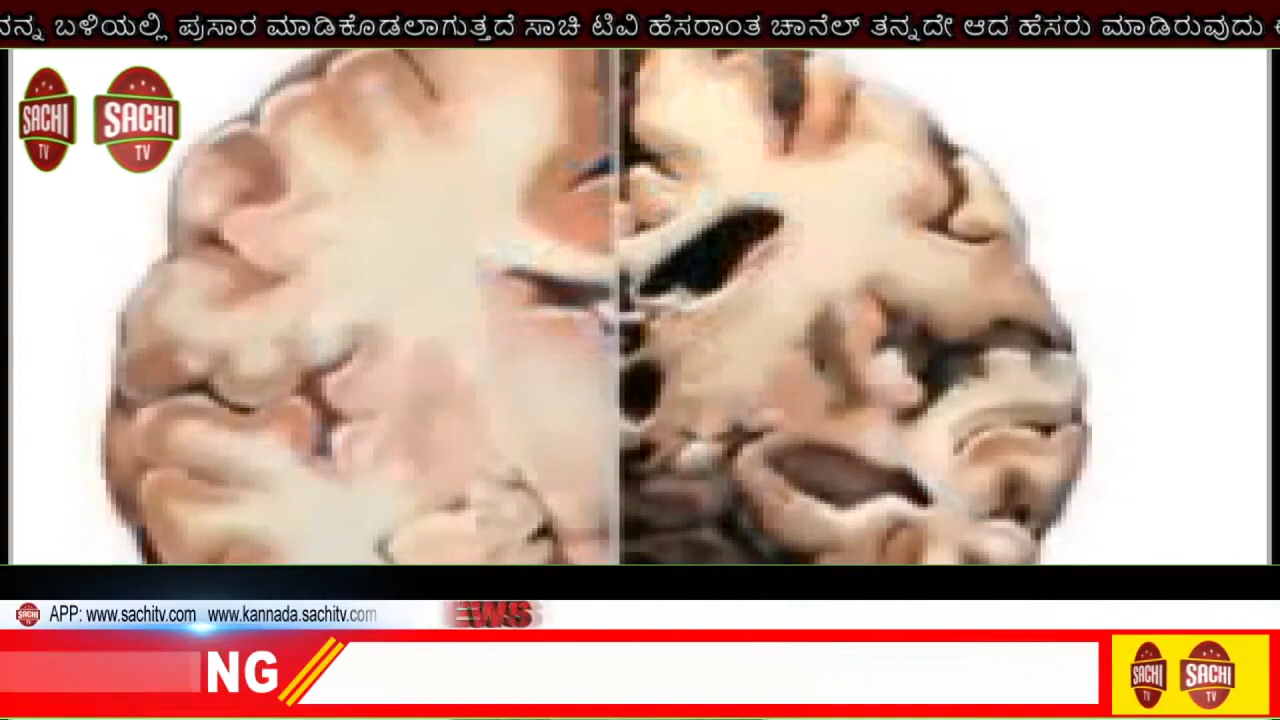 ಬಳಿಯಲ್ಲಿ ಪ್ರಸಾರ ಮಾಡಿಕೊಡಲಾಗುತ್ತದೆ ಸಾಚಿ ಟಿವಿ ಹೆಸರಾಂತ ಚಾನೆಲ್ ತನ್ನದೇ ಆದ ಹೆಸರು ಮಾಡಿರುವುದು
SACHI TV SACHI TV
APP: www.sachitv.com www.kannada.sachitv.com EWS
NG
SACHI TV SACHI TV